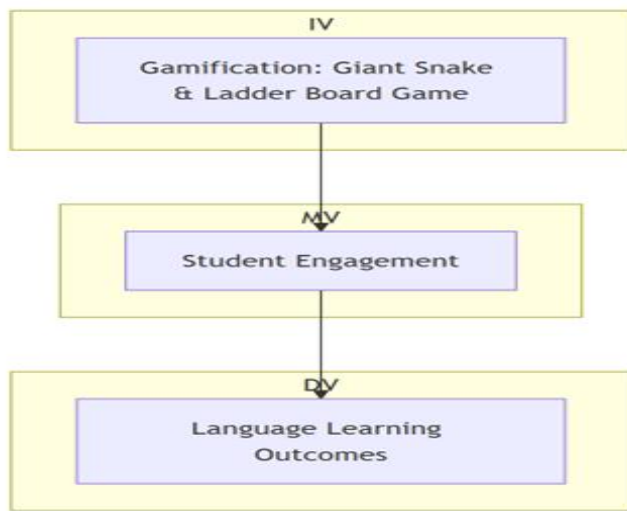 IV
Gamification: Giant Snake
& Ladder Board Game
MV
Student Engagement
DV
Language Learning
Outcomes